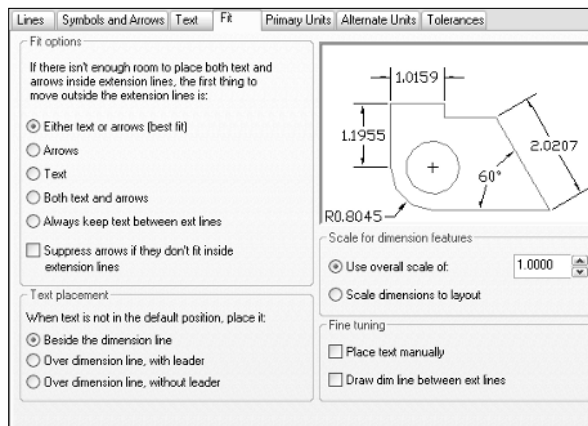 Lines
Symbols and Arrows
Text
Fit
Primary Units
Alternate Units
Tolerances
Fit options
If there isn't enough room to place both text and
arrows inside extension lines, the first thing to
move outside the extension lines is:
Either text or arrows (best fit)
Arrows
Text
Both text and arrows
Always keep text between ext lines
Suppress arrows if they don't fit inside
extension lines
Text placement
When text is not in the default position, place it:
Beside the dimension line
Over dimension line, with leader
Over dimension line, without leader
1.0159
1.1955
2.0207
60°
R0.8045
Scale for dimension features
Use overall scale of:
1.0000
Scale dimensions to layout
Fine tuning
Place text manually
Draw dim line between ext lines